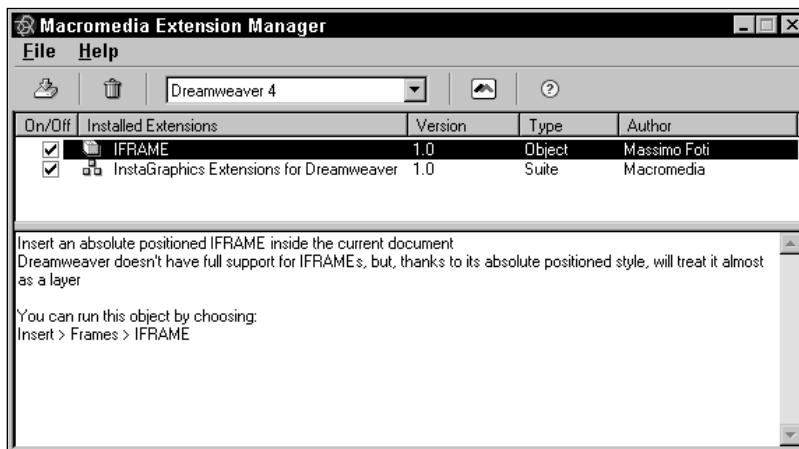 Macromedia Extension Manager
File Help
Dreamweaver 4
On/Off Installed Extensions Version Type Author
IFRAME 1.0 Object Massimo Foti
InstaGraphics Extensions for Dreamweaver 1.0 Suite Macromedia
Insert an absolute positioned IFRAME inside the current document
Dreamweaver doesn't have full support for IFRAMEs, but, thanks to its absolute positioned style, will treat it almost
as a layer
You can run this object by choosing:
Insert > Frames > IFRAME